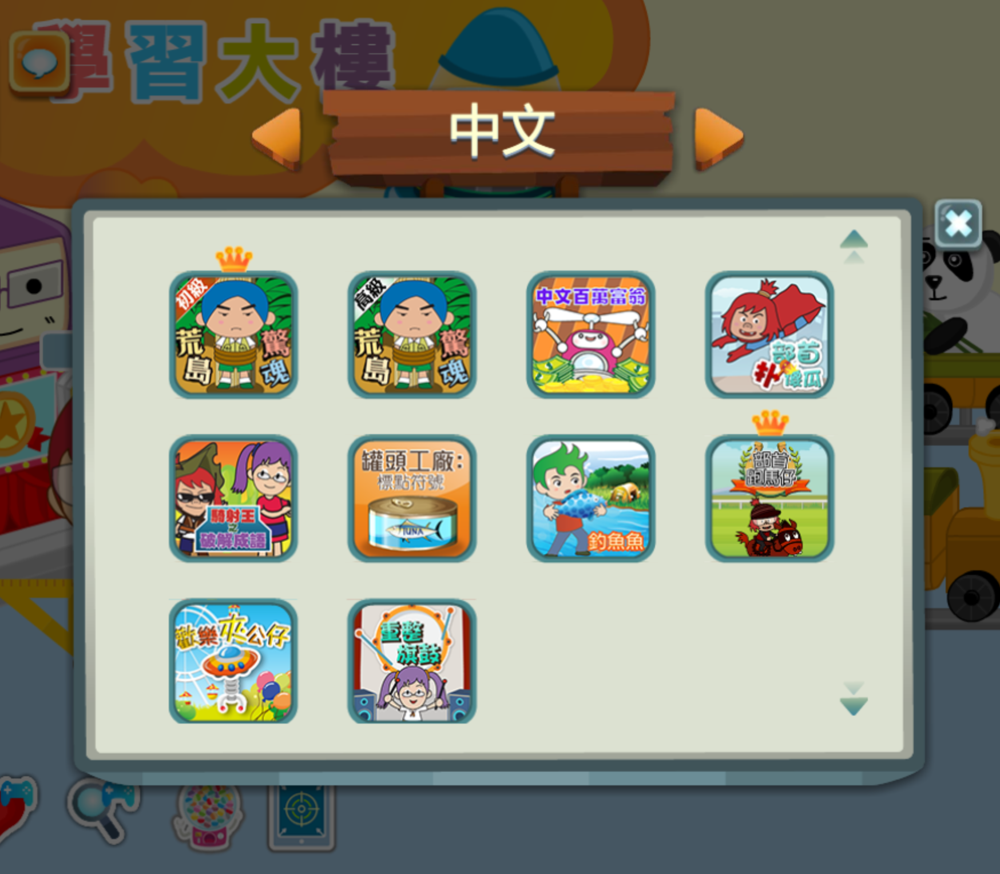 學習大樓
中文
初級
荒島
驚魂
高級
荒島
驚魂
中文百萬富翁
部首
扑傻瓜
騎射王
之
破解成語
罐頭工廠:
標點符號
TUNA
釣魚魚
部首
跑馬仔
歡樂夾公仔
重整
旗鼓